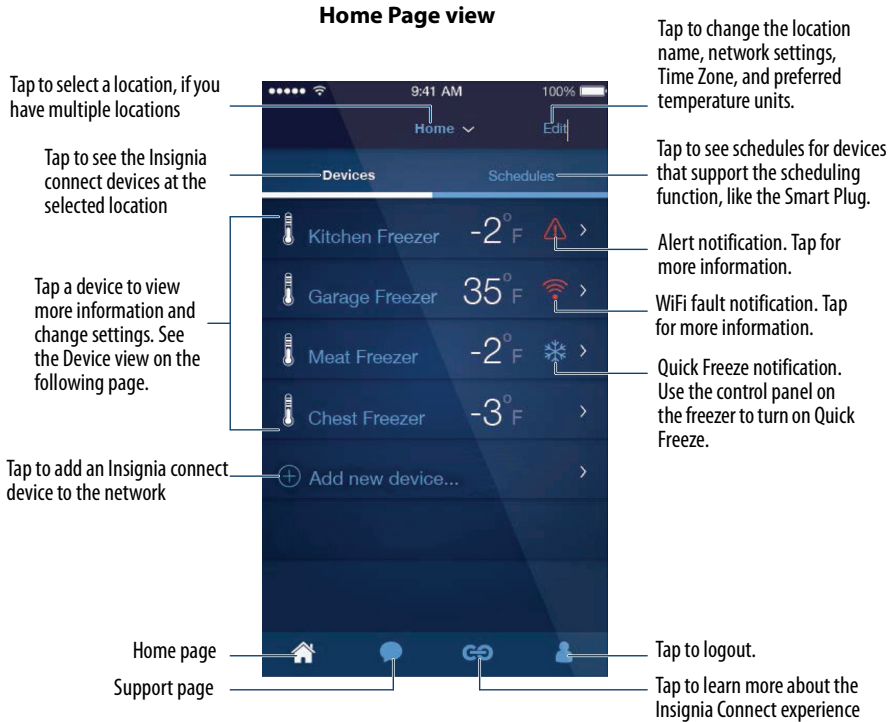 Home Page view
Tap to select a location, if you
have multiple locations
Tap to see the Insignia
connect devices at the
selected location
Tap a device to view
more information and
change settings. See
the Device view on the
following page.
Tap to add an Insignia connect
device to the network
Home page
Support page
9:41 AM
100%
Home
Edit
Devices
Schedules
Kitchen Freezer -2°F
Garage Freezer 35°F
Meat Freezer -2°F
Chest Freezer -3°F
Add new device...
Tap to change the location
name, network settings,
Time Zone, and preferred
temperature units.
Tap to see schedules for devices
that support the scheduling
function, like the Smart Plug.
Alert notification. Tap for
more information.
WiFi fault notification. Tap
for more information.
Quick Freeze notification.
Use the control panel on
the freezer to turn on Quick
Freeze.
Tap to logout.
Tap to learn more about the
Insignia Connect experience